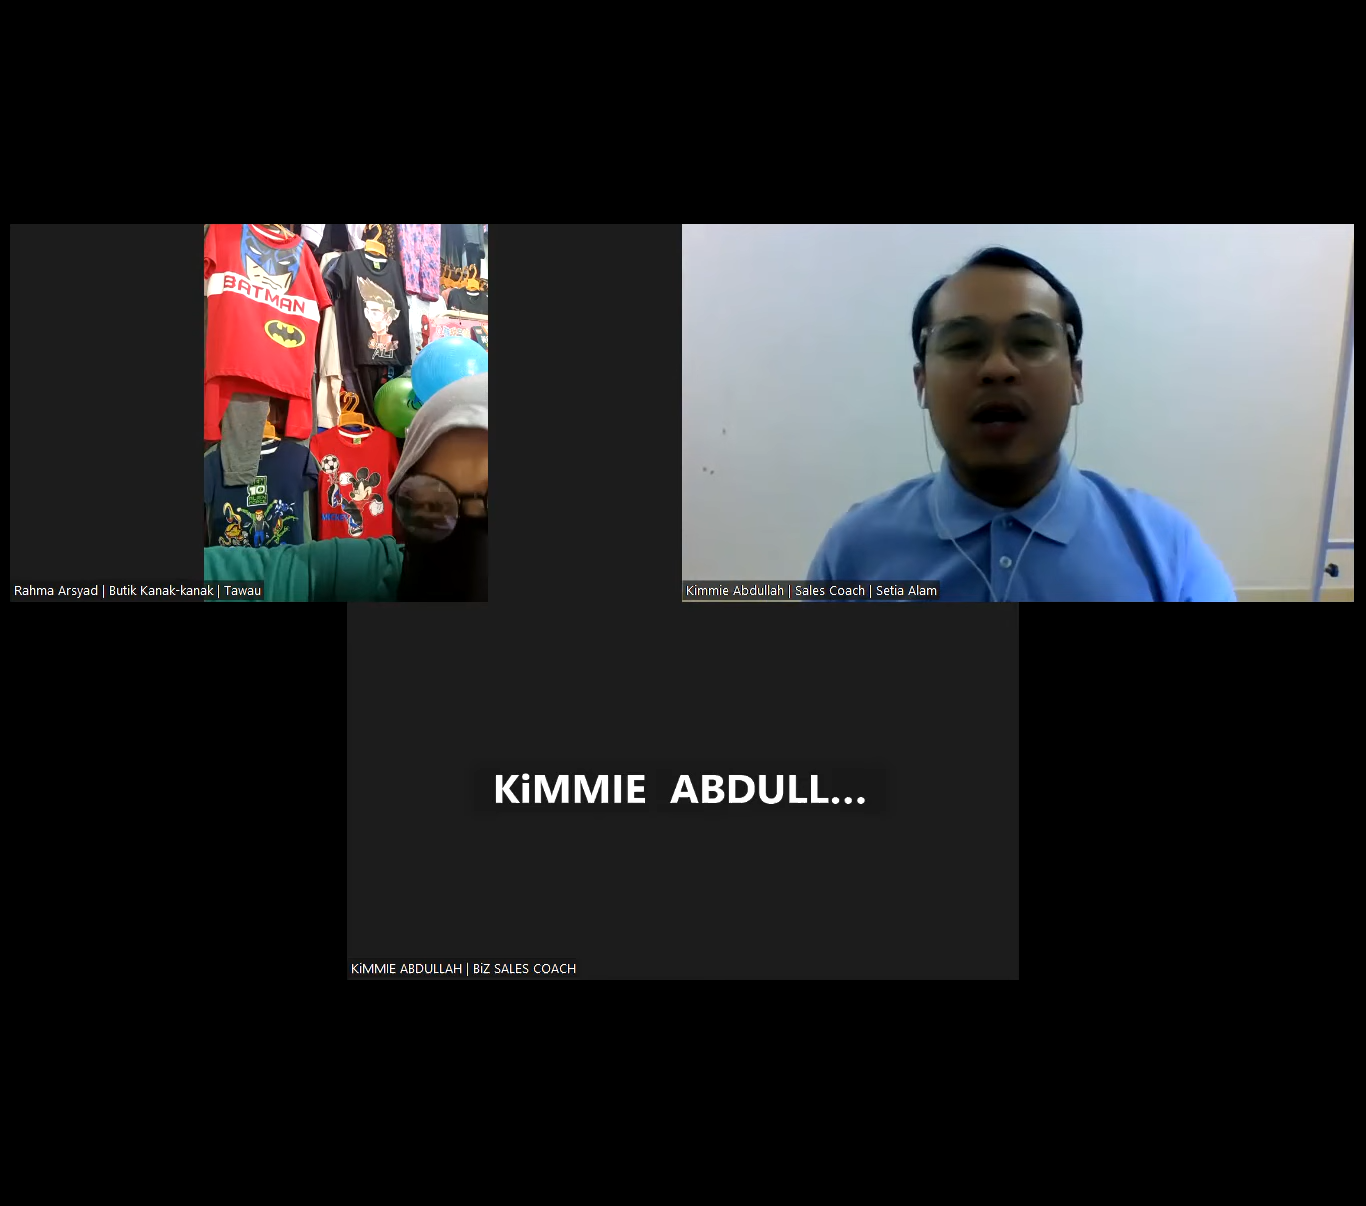 BATMAN
ALI
Rahma Arsyad | Butik Kanak-kanak | Tawau
Kimmie Abdullah | Sales Coach | Setia Alam
KiMMIE ABDULL...
KiMMIE ABDULLAH | BiZ SALES COACH